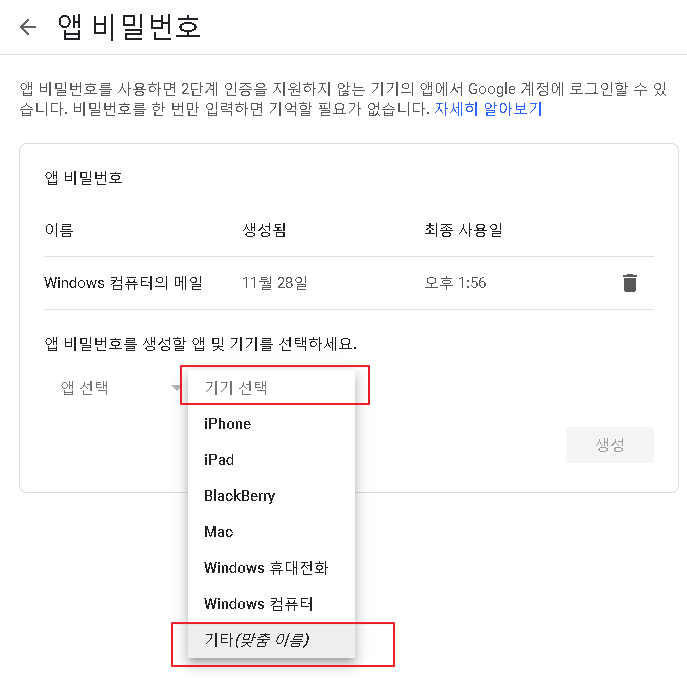 앱 비밀번호
앱 비밀번호를 사용하면 2단계 인증을 지원하지 않는 기기의 앱에서 Google 계정에 로그인할 수 있
습니다. 비밀번호를 한 번만 입력하면 기억할 필요가 없습니다. 자세히 알아보기
앱 비밀번호
이름 생성됨 최종 사용일
Windows 컴퓨터의 메일 11월 28일 오후 1:56
앱 비밀번호를 생성할 앱 및 기기를 선택하세요.
앱 선택 기기 선택
iPhone
생성
iPad
BlackBerry
Mac
Windows 휴대전화
Windows 컴퓨터
기타(맞춤 이름)